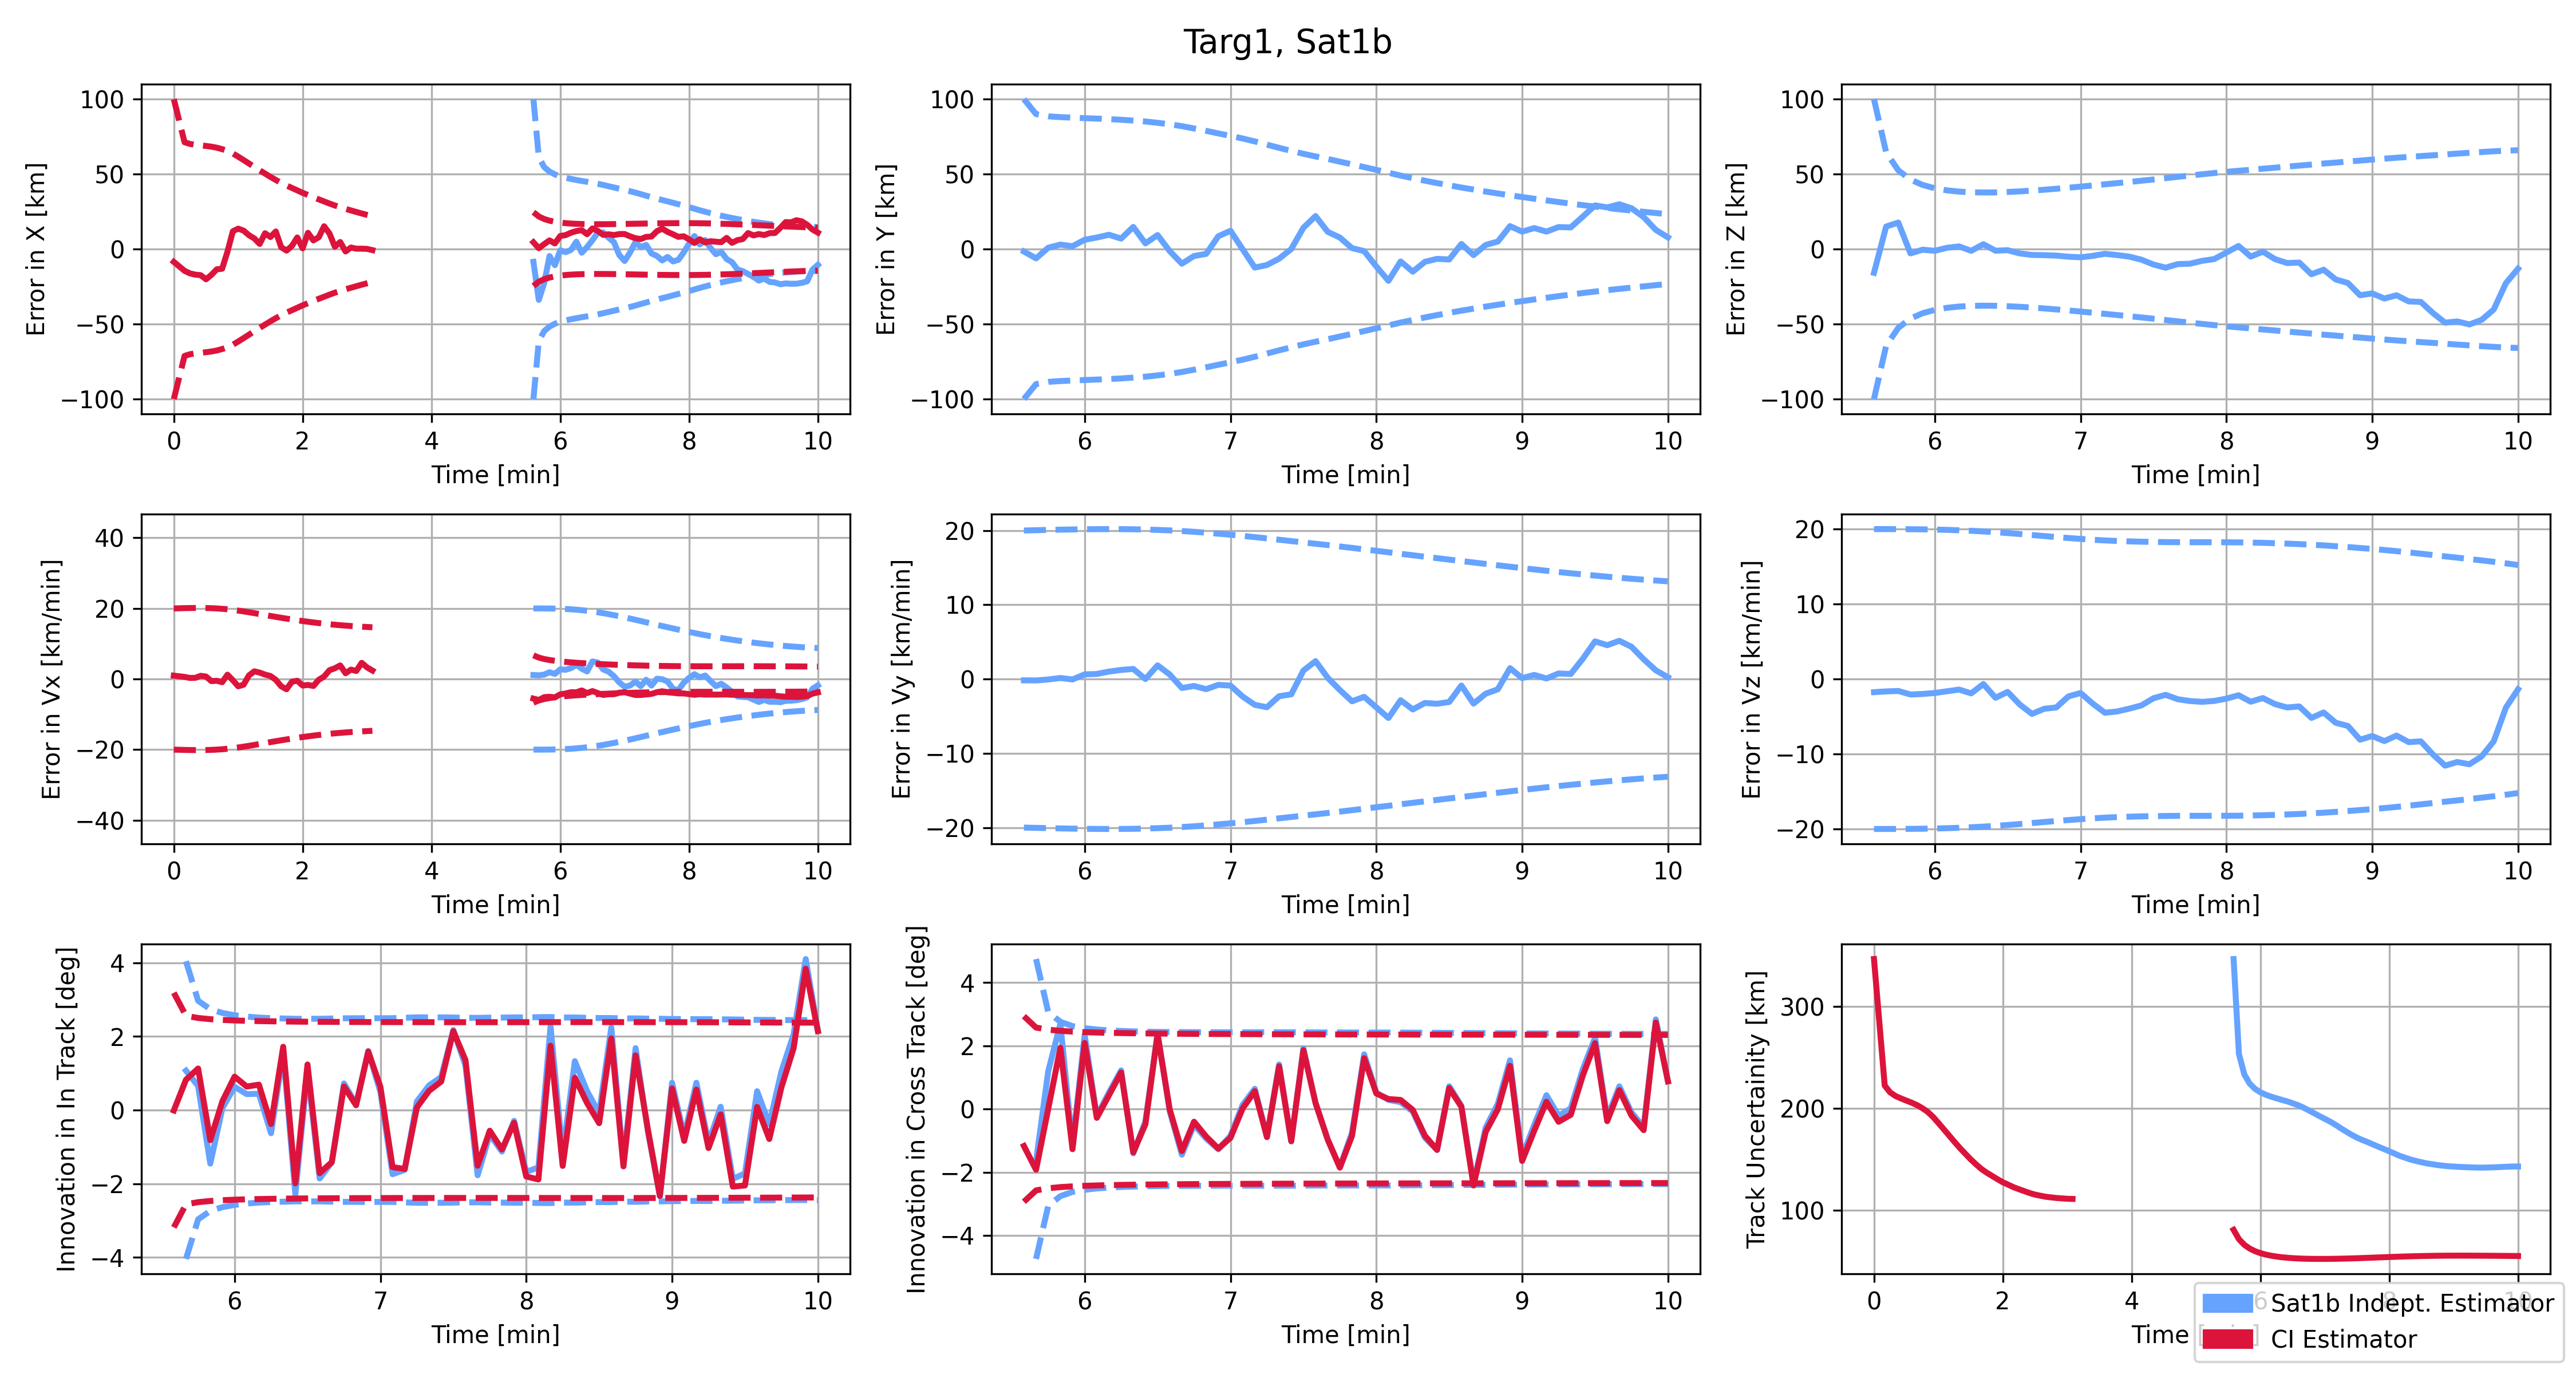 Targ1, Sat1b
Error in X [km]
100
50
0
−50
−100
0 2 4 6 8 10
Time [min]
Error in Y [km]
100
50
0
−50
−100
6 7 8 9 10
Time [min]
Error in Z [km]
100
50
0
−50
−100
6 7 8 9 10
Time [min]
Error in Vx [km/min]
40
20
0
−20
−40
0 2 4 6 8 10
Time [min]
Error in Vy [km/min]
20
10
0
−10
−20
6 7 8 9 10
Time [min]
Error in Vz [km/min]
20
10
0
−10
−20
6 7 8 9 10
Time [min]
Innovation in In Track [deg]
4
2
0
−2
−4
6 7 8 9 10
Time [min]
Innovation in Cross Track [deg]
4
2
0
−2
−4
6 7 8 9 10
Time [min]
Track Uncertainity [km]
300
200
100
0 2 4 6 8 10
Time
Sat1b Indept. Estimator
CI Estimator